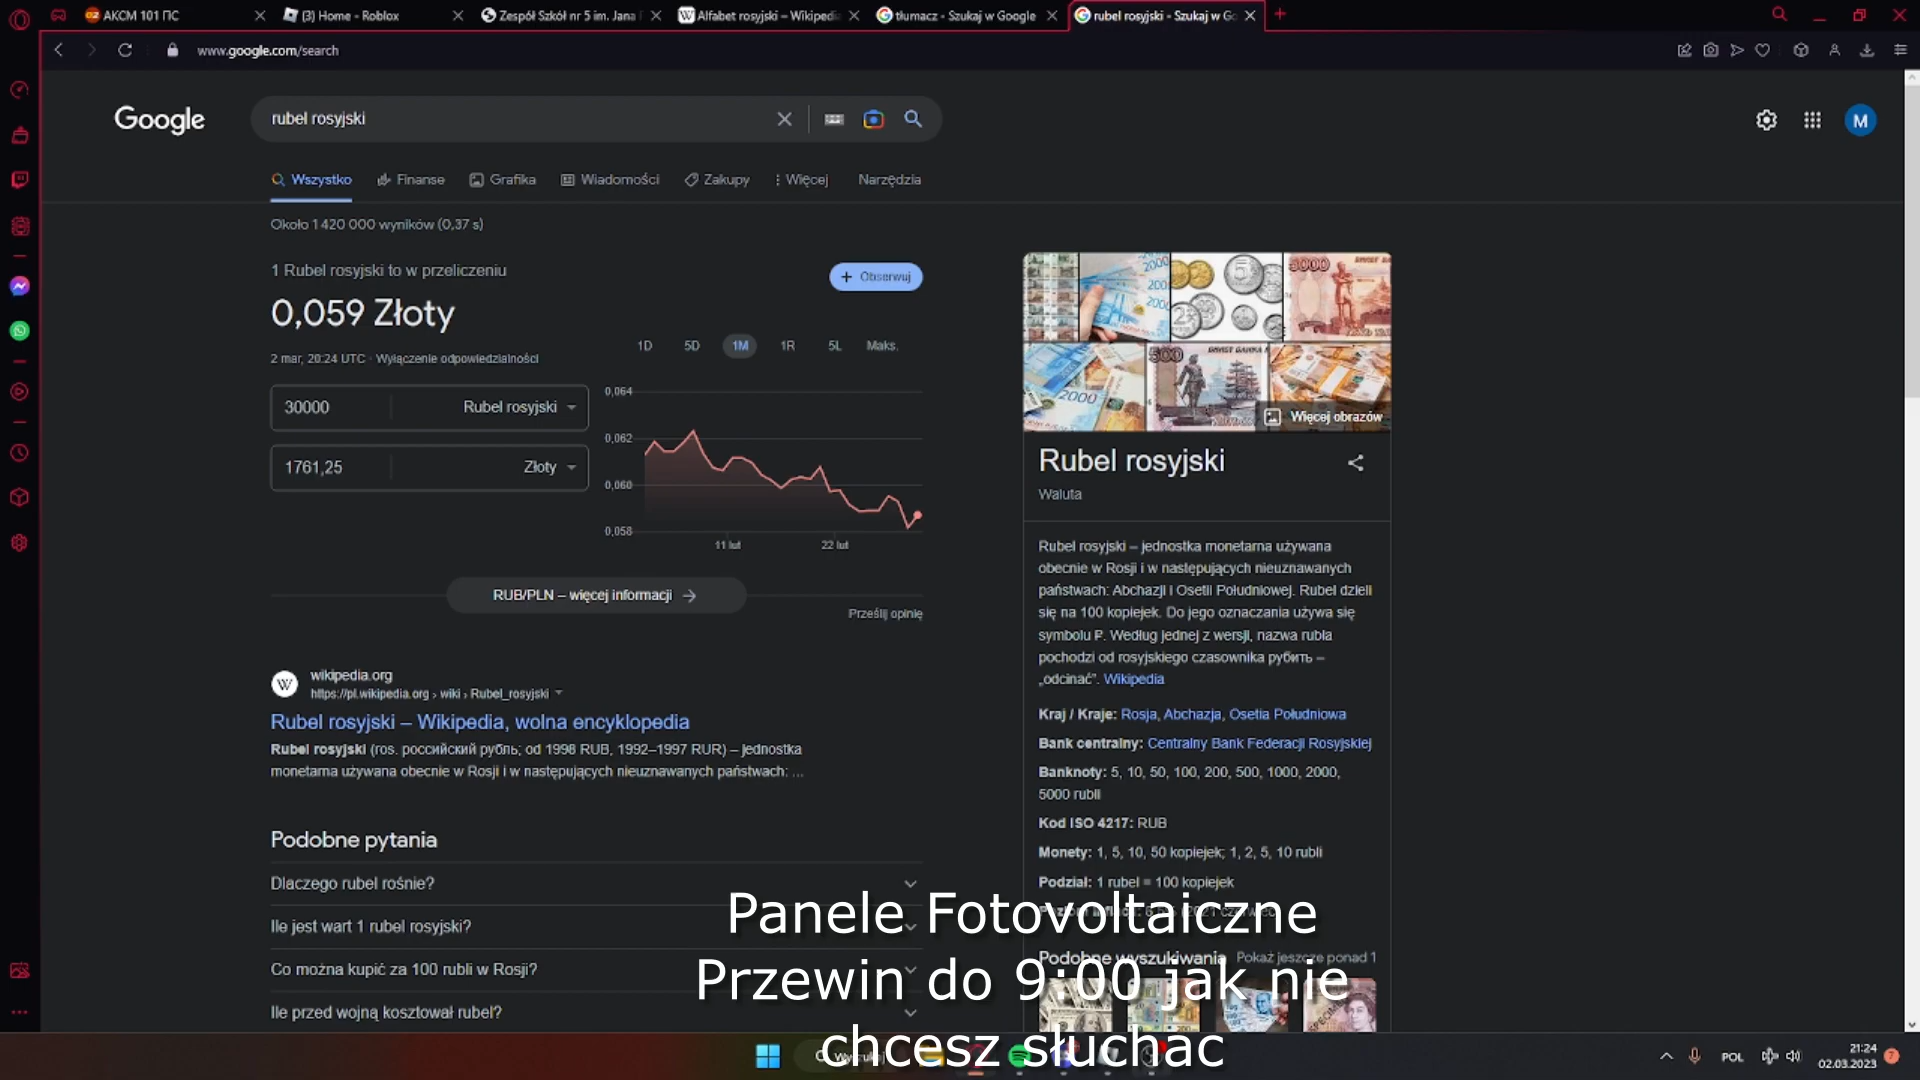 АКСМ 101 ПС
(3) Home - Roblox
Zespół Szkół nr 5 im. Jana
Alfabet rosyjski – Wikipedi
tłumacz - Szukaj w Google
rubel rosyjski - Szukaj w Go
www.google.com/search
Google
rubel rosyjski
M
Wszystko
Finanse
Grafika
Wiadomości
Zakupy
Więcej
Narzędzia
Około 1 420 000 wyników (0,37 s)
1 Rubel rosyjski to w przeliczeniu
+ Obserwuj
0,059 Złoty
2 mar, 20:24 UTC · Wyłączenie odpowiedzialności
1D 5D 1M 1R 5L Maks.
30000 Rubel rosyjski
1761,25 Złoty
0,064
0,062
0,060
0,058
11 lut 22 lut
RUB/PLN – więcej informacji
Prześlij opinię
wikipedia.org
https://pl.wikipedia.org › wiki › Rubel_rosyjski
Rubel rosyjski – Wikipedia, wolna encyklopedia
Rubel rosyjski (ros. российский рубль; od 1998 RUB, 1992–1997 RUR) – jednostka
monetarna używana obecnie w Rosji i w następujących nieuznawanych państwach: ...
Podobne pytania
Dlaczego rubel rośnie?
Ile jest wart 1 rubel rosyjski?
Co można kupić za 100 rubli w Rosji?
Ile przed wojną kosztował rubel?
Więcej obrazów
Rubel rosyjski
Waluta
Rubel rosyjski – jednostka monetarna używana
obecnie w Rosji i w następujących nieuznawanych
państwach: Abchazji i Osetii Południowej. Rubel dzieli
się na 100 kopiejek. Do jego oznaczania używa się
symbolu ₽. Według jednej z wersji, nazwa rubla
pochodzi od rosyjskiego czasownika рубить –
„odcinać”. Wikipedia
Kraj / Kraje: Rosja, Abchazja, Osetia Południowa
Bank centralny: Centralny Bank Federacji Rosyjskiej
Banknoty: 5, 10, 50, 100, 200, 500, 1000, 2000,
5000 rubli
Kod ISO 4217: RUB
Monety: 1, 5, 10, 50 kopiejek; 1, 2, 5, 10 rubli
Podział: 1 rubel = 100 kopiejek
Podobne wyszukiwania
Pokaż jeszcze ponad 1
Panele Fotovoltaiczne
Przewin do 9:00 jak nie
chcesz słuchac
POL
21:24
02.03.2023
7